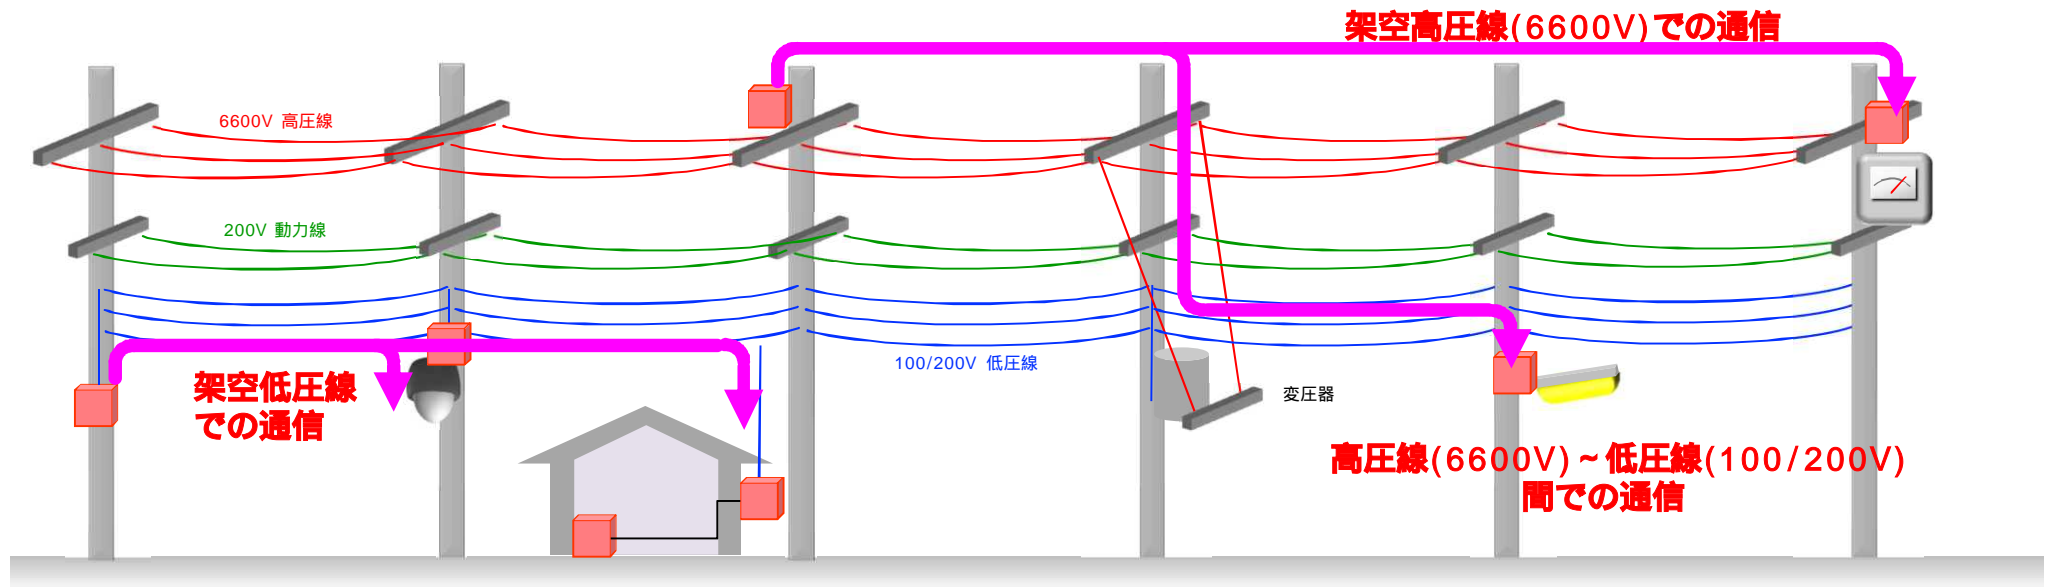 架空高圧線(6600V)での通信
6600V 高圧線
200V 動力線
100/200V 低圧線
架空低圧線
での通信
変圧器
高圧線(6600V)~低圧線(100/200V)
間での通信